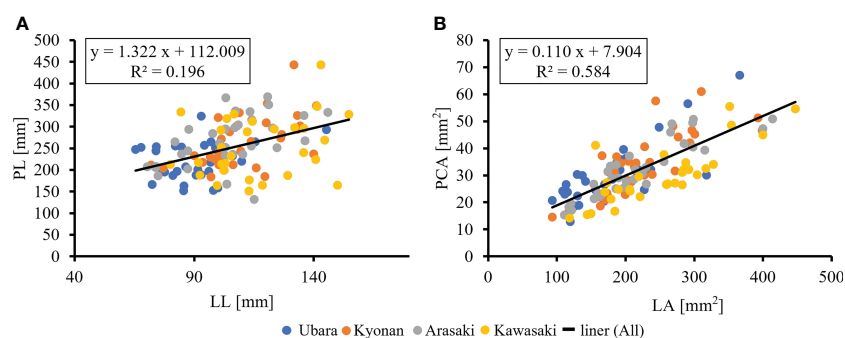 A
y = 1.322 x + 112.009
R² = 0.196
500
450
400
350
300
250
200
150
100
50
0
PL [mm]
40
90
140
LL [mm]
B
y = 0.110 x + 7.904
R² = 0.584
80
70
60
50
40
30
20
10
0
PCA [mm²]
0
100
200
300
400
500
LA [mm²]
Ubara Kyonan Arasaki Kawasaki liner (All)